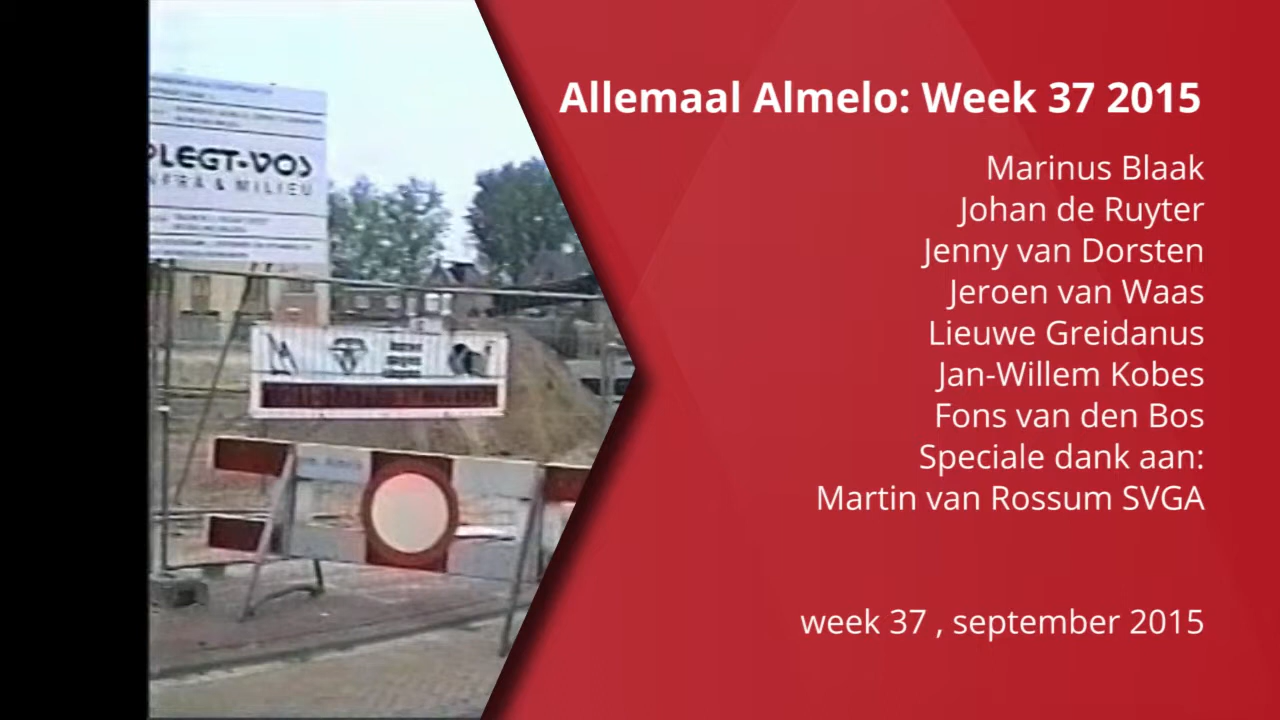 PLEGT-VOS
INFRA & MILIEU
Allemaal Almelo: Week 37 2015
Marinus Blaak
Johan de Ruyter
Jenny van Dorsten
Jeroen van Waas
Lieuwe Greidanus
Jan-Willem Kobes
Fons van den Bos
Speciale dank aan:
Martin van Rossum SVGA
week 37 , september 2015